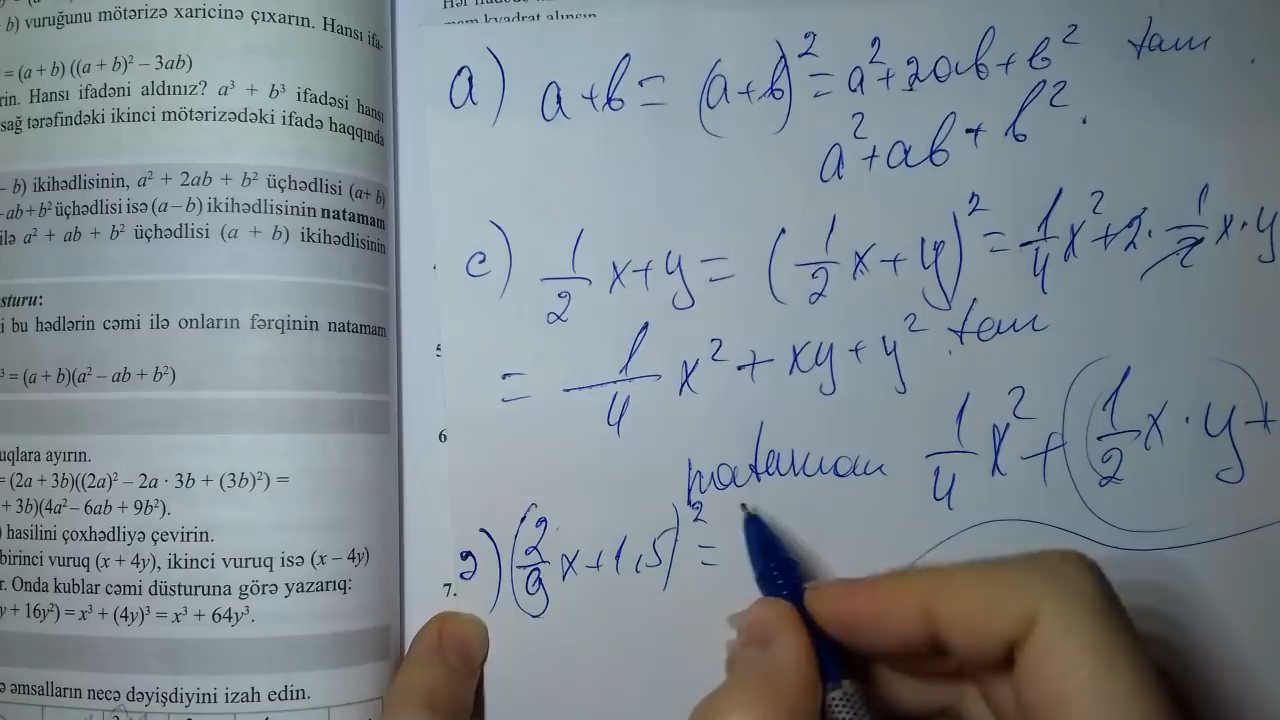 b) vuruğunu mötərizə xaricinə çıxarın. Hansı ifa-
= (a + b) ((a + b)² – 3ab)
rin. Hansı ifadəni aldınız? a³ + b³ ifadəsi hansı
sağ tərəfindəki ikinci mötərizədəki ifadə haqqında
– b) ikihədlisinin, a² + 2ab + b² üçhədlisi (a+ b)
ab + b² üçhədlisi isə (a – b) ikihədlisinin natamam
ilə a² + ab + b² üçhədlisi (a + b) ikihədlisinin
sturu:
i bu hədlərin cəmi ilə onların fərqinin natamam
³ = (a + b)(a² – ab + b²)
uqlara ayırın.
= (2a + 3b)((2a)² – 2a · 3b + (3b)²) =
+ 3b)(4a² – 6ab + 9b²).
) hasilini çoxhədliyə çevirin.
birinci vuruq (x + 4y), ikinci vuruq isə (x – 4y)
r. Onda kublar cəmi düsturuna görə yazarıq:
y + 16y²) = x³ + (4y)³ = x³ + 64y³.
ə əmsalların necə dəyişdiyini izah edin.
a) a+b = (a+b)² = a²+2ab+b² tam
a²+ab+b².
c) 1/2 x+y = (1/2 x+y)² = 1/4 x²+2· 1/2 x·y
= 1/4 x²+xy+y² tam
natamam 1/4 x²+(1/2 x·y+
6
7. ə) (2/9 x+1,5)² =